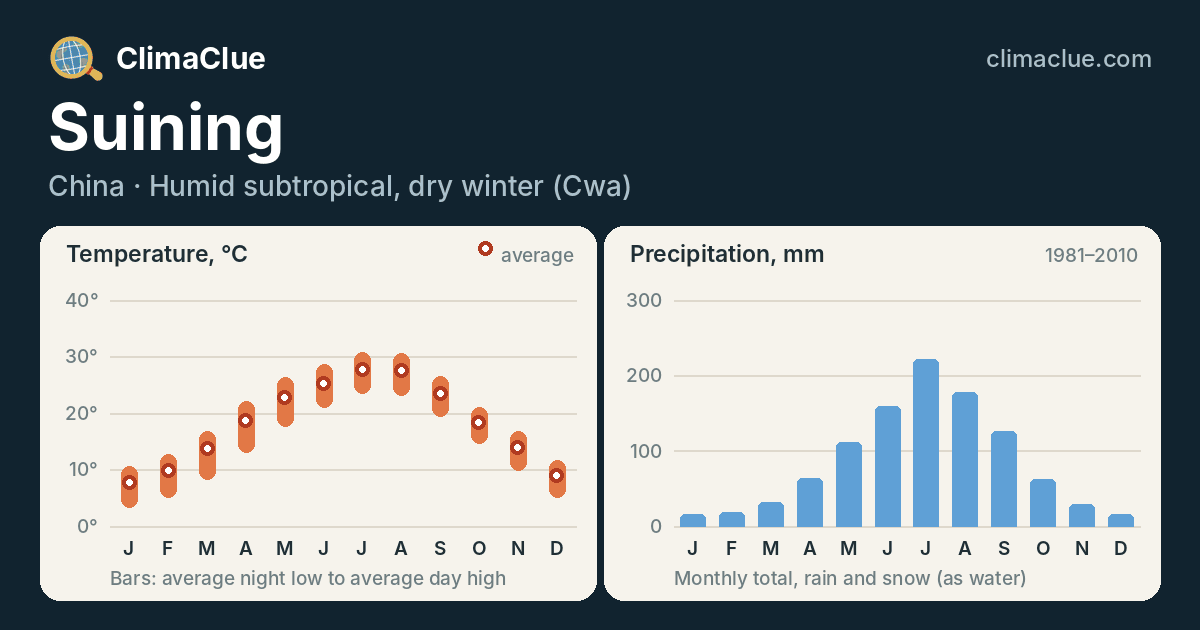 ClimaClue
climaclue.com
Suining
China · Humid subtropical, dry winter (Cwa)
Temperature, °C
average
40°
30°
20°
10°
0°
J F M A M J J A S O N D
Bars: average night low to average day high
Precipitation, mm
1981–2010
300
200
100
0
J F M A M J J A S O N D
Monthly total, rain and snow (as water)